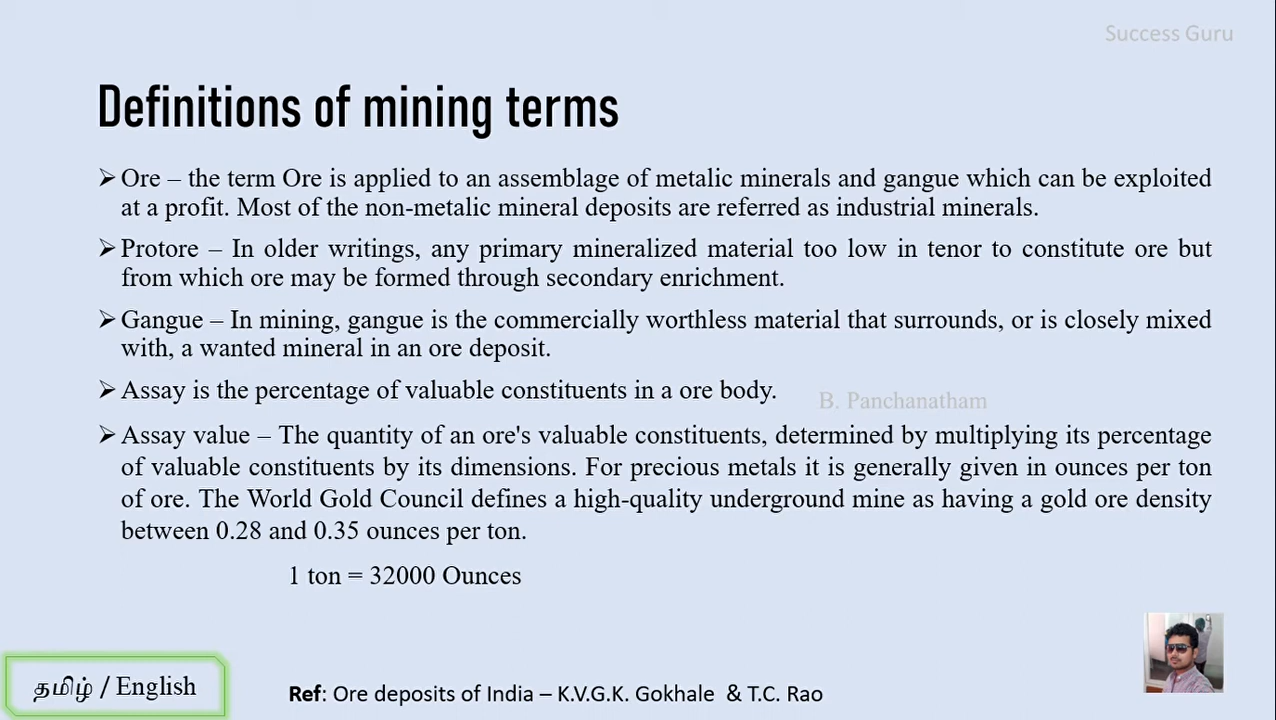 Success Guru
Definitions of mining terms
➢ Ore – the term Ore is applied to an assemblage of metalic minerals and gangue which can be exploited
at a profit. Most of the non-metalic mineral deposits are referred as industrial minerals.
➢ Protore – In older writings, any primary mineralized material too low in tenor to constitute ore but
from which ore may be formed through secondary enrichment.
➢ Gangue – In mining, gangue is the commercially worthless material that surrounds, or is closely mixed
with, a wanted mineral in an ore deposit.
➢ Assay is the percentage of valuable constituents in a ore body.
B. Panchanatham
➢ Assay value – The quantity of an ore's valuable constituents, determined by multiplying its percentage
of valuable constituents by its dimensions. For precious metals it is generally given in ounces per ton
of ore. The World Gold Council defines a high-quality underground mine as having a gold ore density
between 0.28 and 0.35 ounces per ton.
1 ton = 32000 Ounces
தமிழ் / English
Ref: Ore deposits of India – K.V.G.K. Gokhale & T.C. Rao